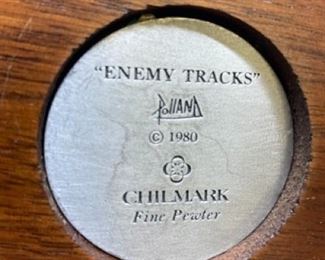 "ENEMY TRACKS"
Polland
© 1980
CHILMARK
Fine Pewter